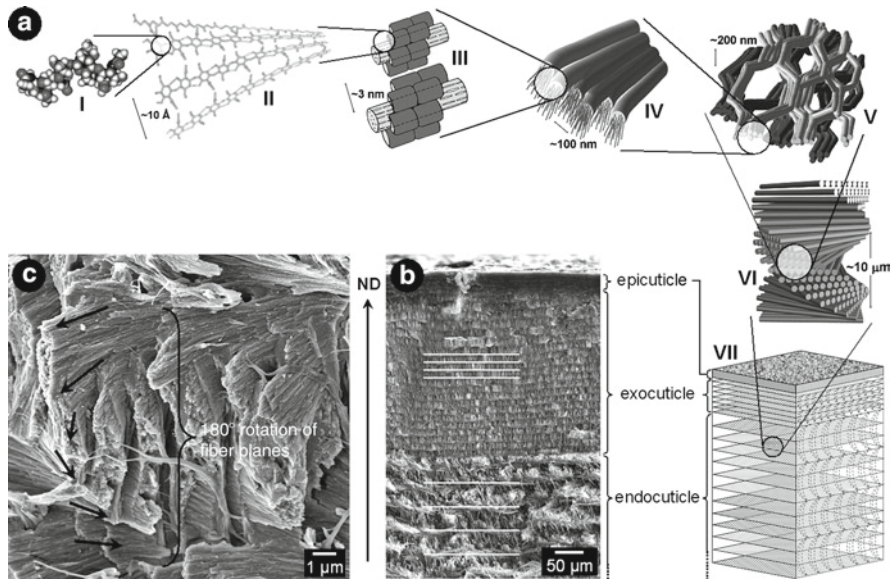 a
I
~10 Å
II
III
~3 nm
IV
~100 nm
~200 nm
V
VI
~10 µm
c
180° rotation of
fiber planes
1 µm
ND
b
50 µm
epicuticle
exocuticle
endocuticle
VII